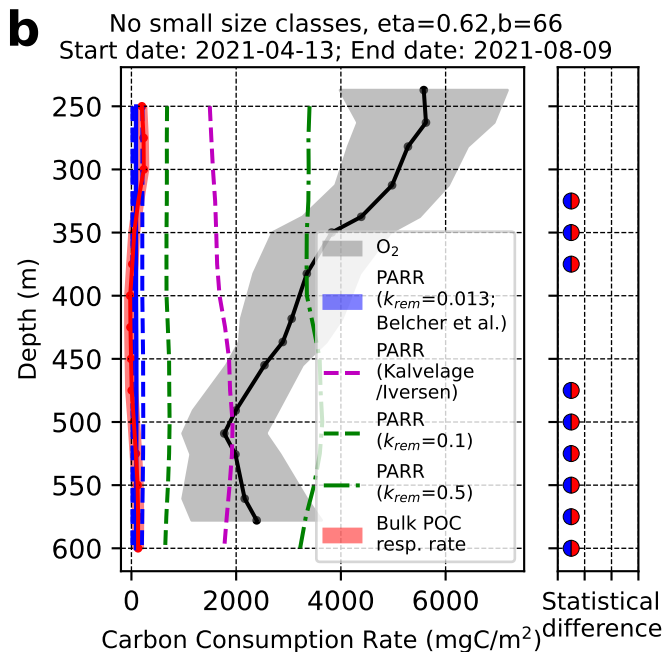 b
No small size classes, eta=0.62,b=66
Start date: 2021-04-13; End date: 2021-08-09
250
300
350
400
450
500
550
600
Depth (m)
0
2000
4000
6000
Carbon Consumption Rate (mgC/m²)
O₂
PARR
(kᵣₑₘ=0.013;
Belcher et al.)
PARR
(Kalvelage
/Iversen)
PARR
(kᵣₑₘ=0.1)
PARR
(kᵣₑₘ=0.5)
Bulk POC
resp. rate
Statistical
difference